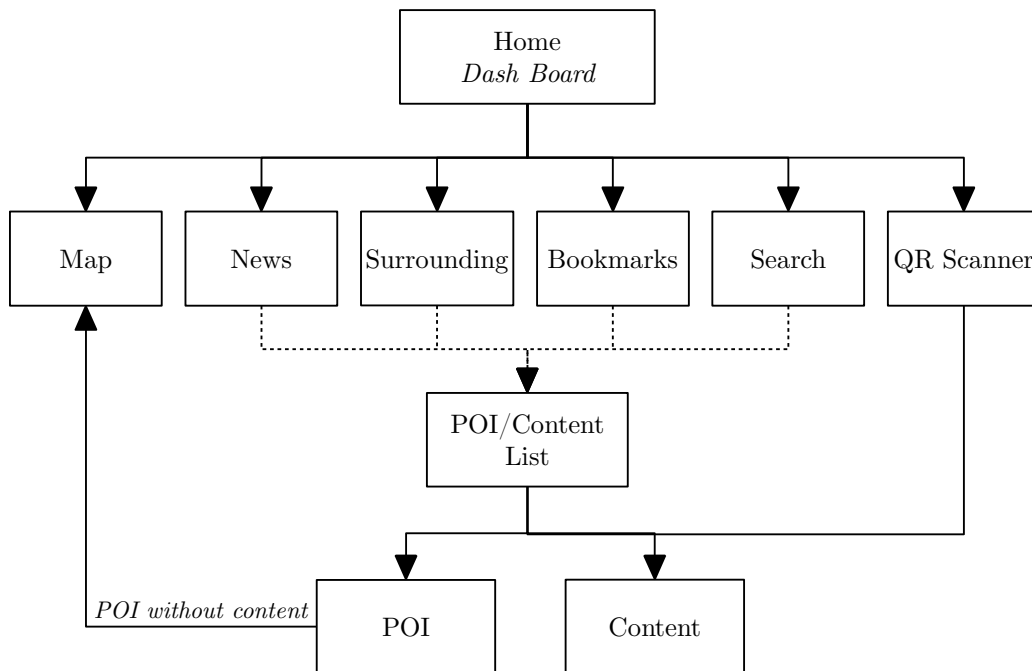 Home
Dash Board
Map
News
Surrounding
Bookmarks
Search
QR Scanner
POI/Content
List
POI without content
POI
Content